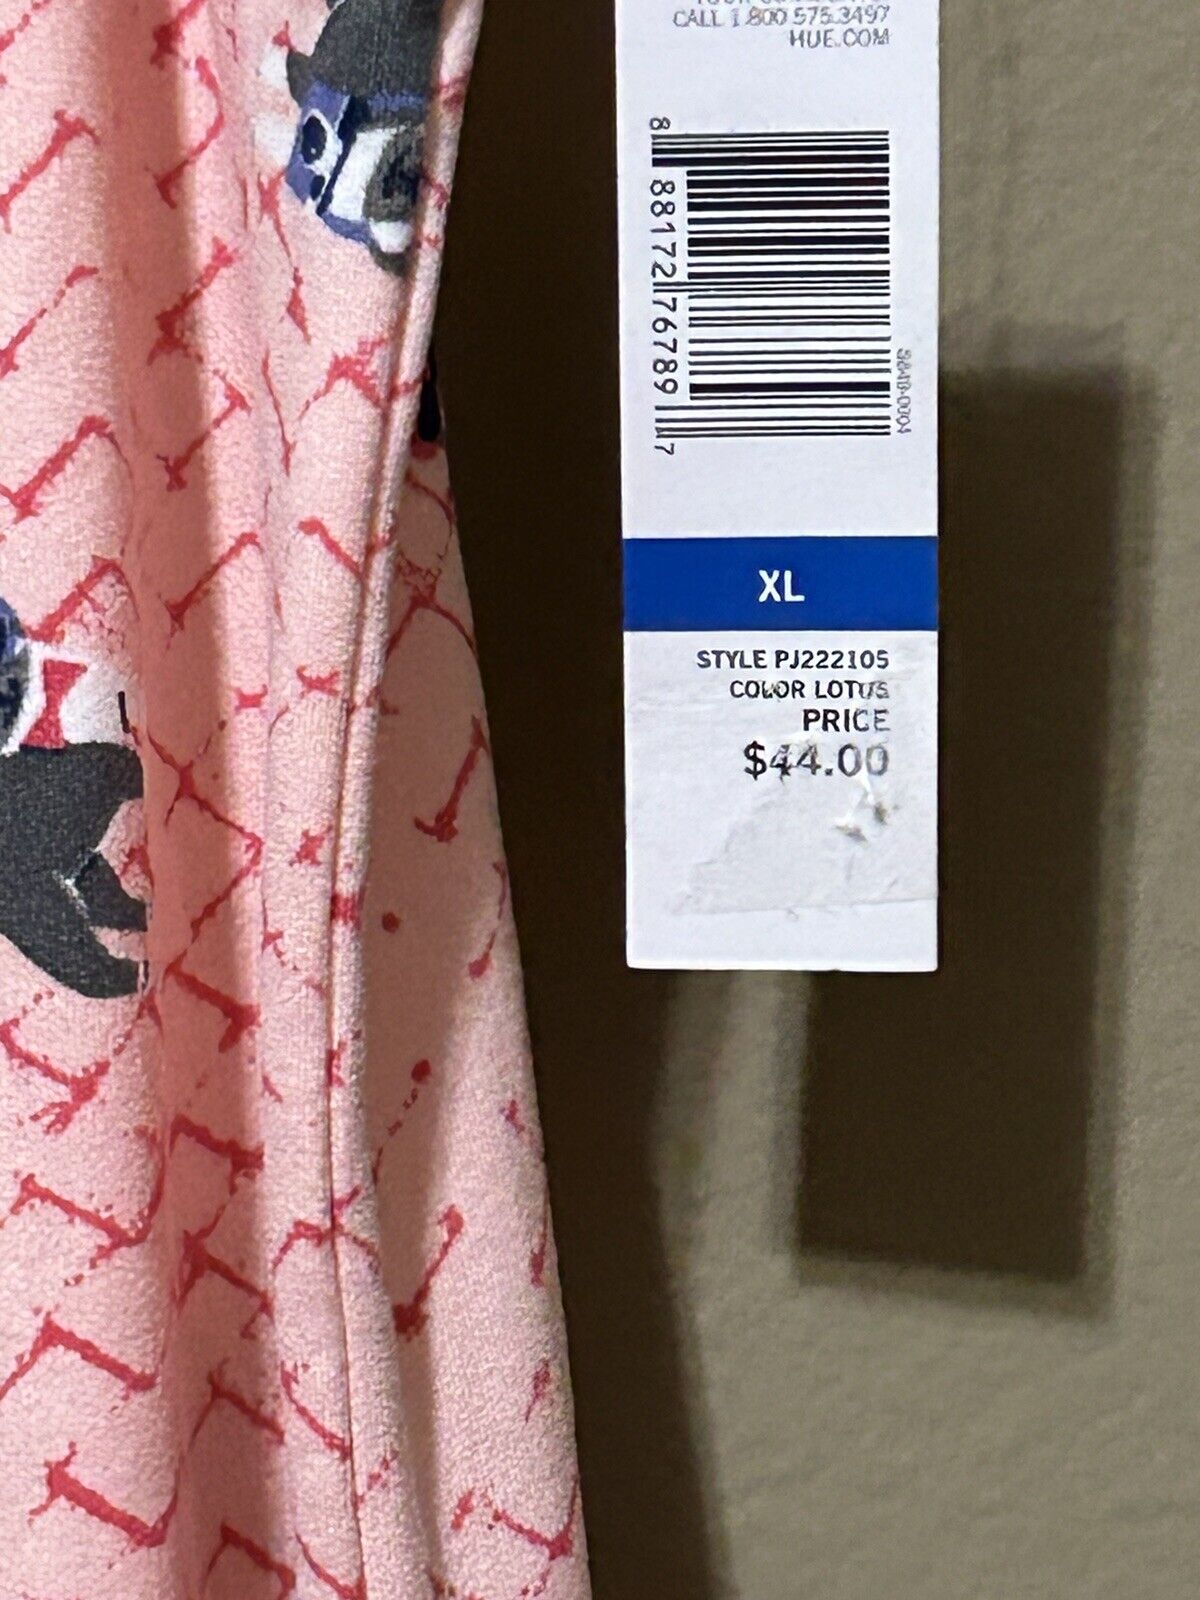 CALL 1.800.575.3497
HUE.COM
8 88172 76789 7
XL
STYLE PJ222105
COLOR LOTUS
PRICE
$44.00